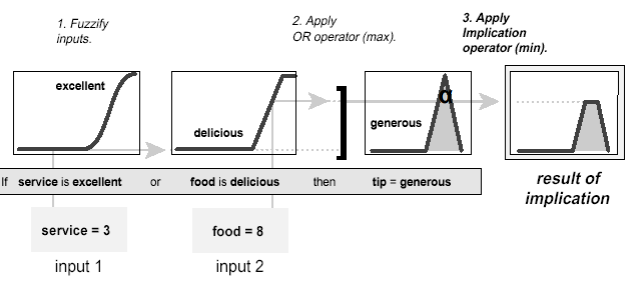 1. Fuzzify
inputs.
2. Apply
OR operator (max).
3. Apply
Implication
operator (min).
excellent
delicious
generous
α
If service is excellent or food is delicious then tip = generous
result of
implication
service = 3
food = 8
input 1
input 2